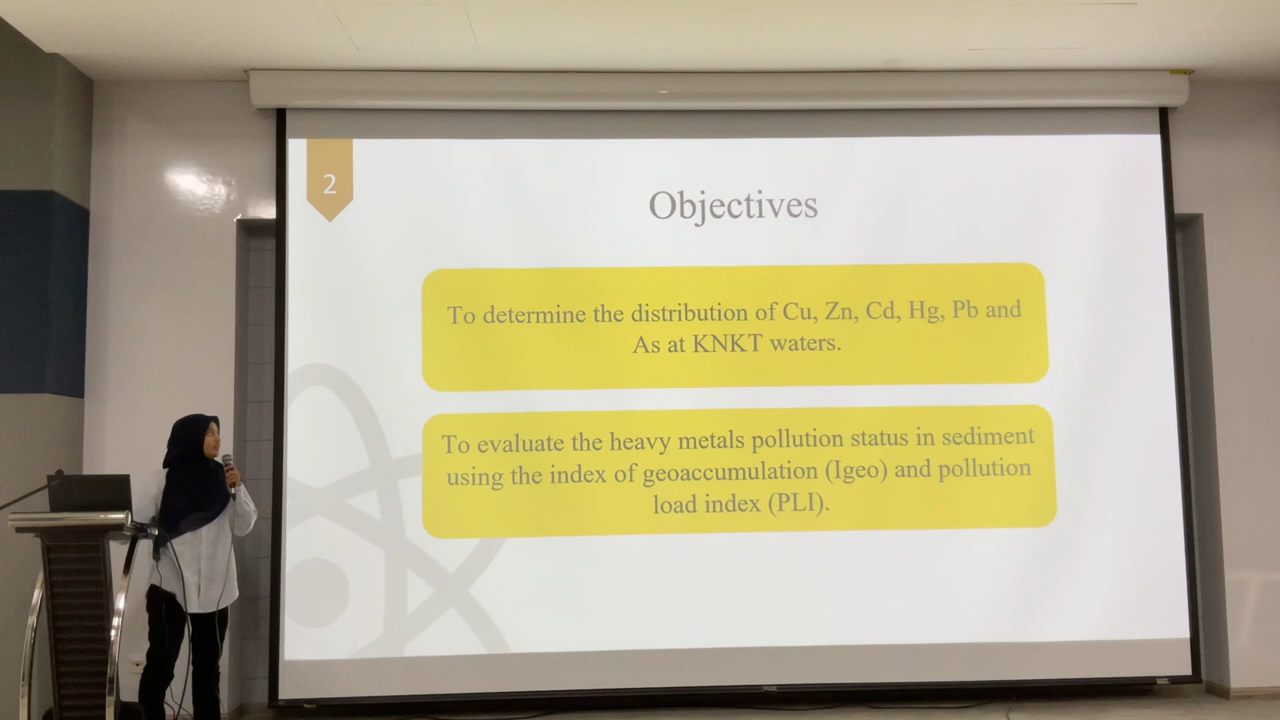 2
Objectives
To determine the distribution of Cu, Zn, Cd, Hg, Pb and
As at KNKT waters.
To evaluate the heavy metals pollution status in sediment
using the index of geoaccumulation (Igeo) and pollution
load index (PLI).